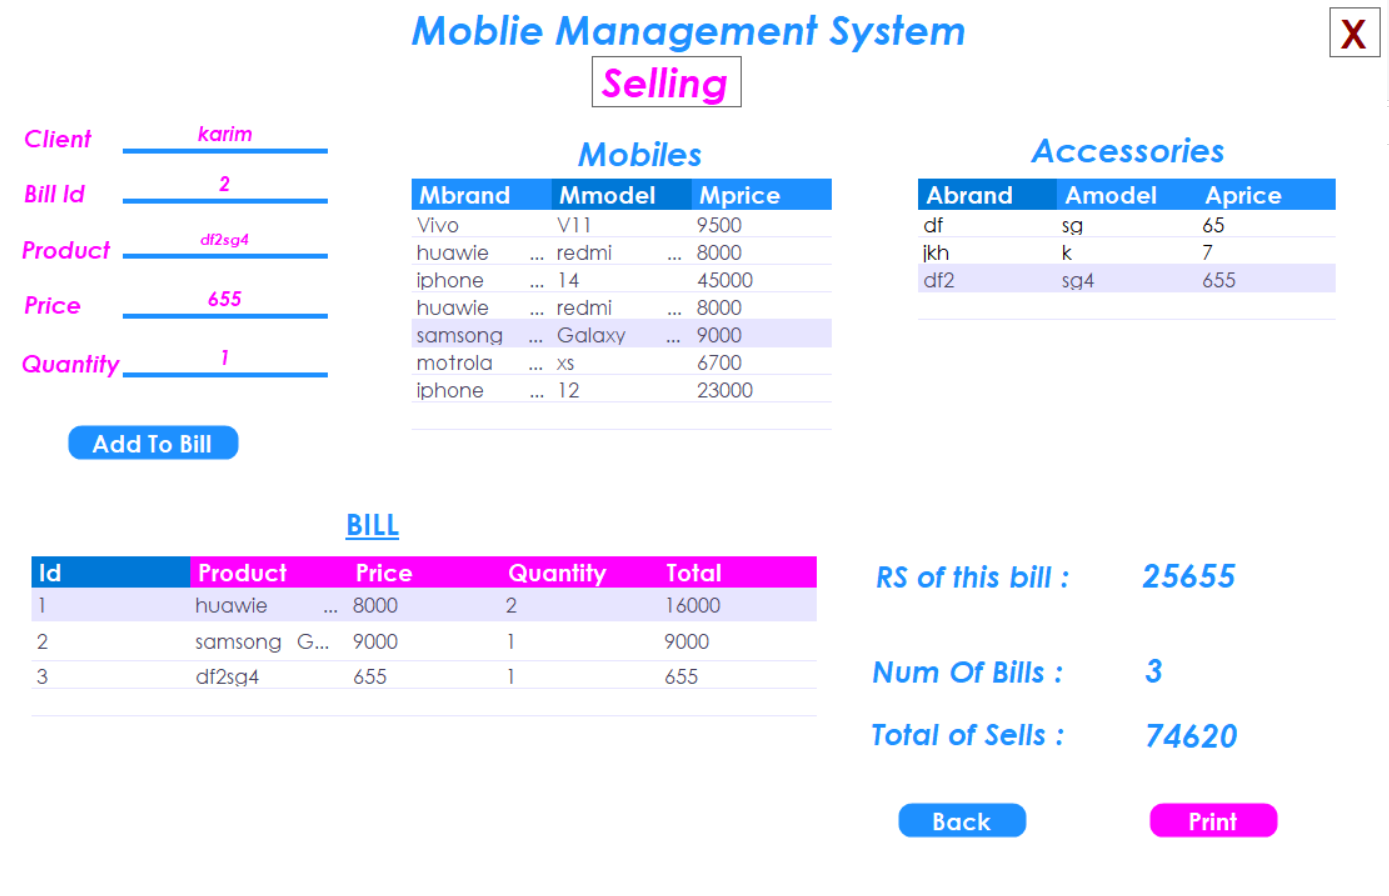 Moblie Management System
X
Selling
Client karim
Bill Id 2
Product df2sg4
Price 655
Quantity 1
Add To Bill
Mobiles
Mbrand Mmodel Mprice
Vivo V11 9500
huawie ... redmi ... 8000
iphone ... 14 45000
huawie ... redmi ... 8000
samsong ... Galaxy ... 9000
motrola ... xs 6700
iphone ... 12 23000
Accessories
Abrand Amodel Aprice
df sg 65
jkh k 7
df2 sg4 655
BILL
Id Product Price Quantity Total
1 huawie ... 8000 2 16000
2 samsong G... 9000 1 9000
3 df2sg4 655 1 655
RS of this bill : 25655
Num Of Bills : 3
Total of Sells : 74620
Back Print